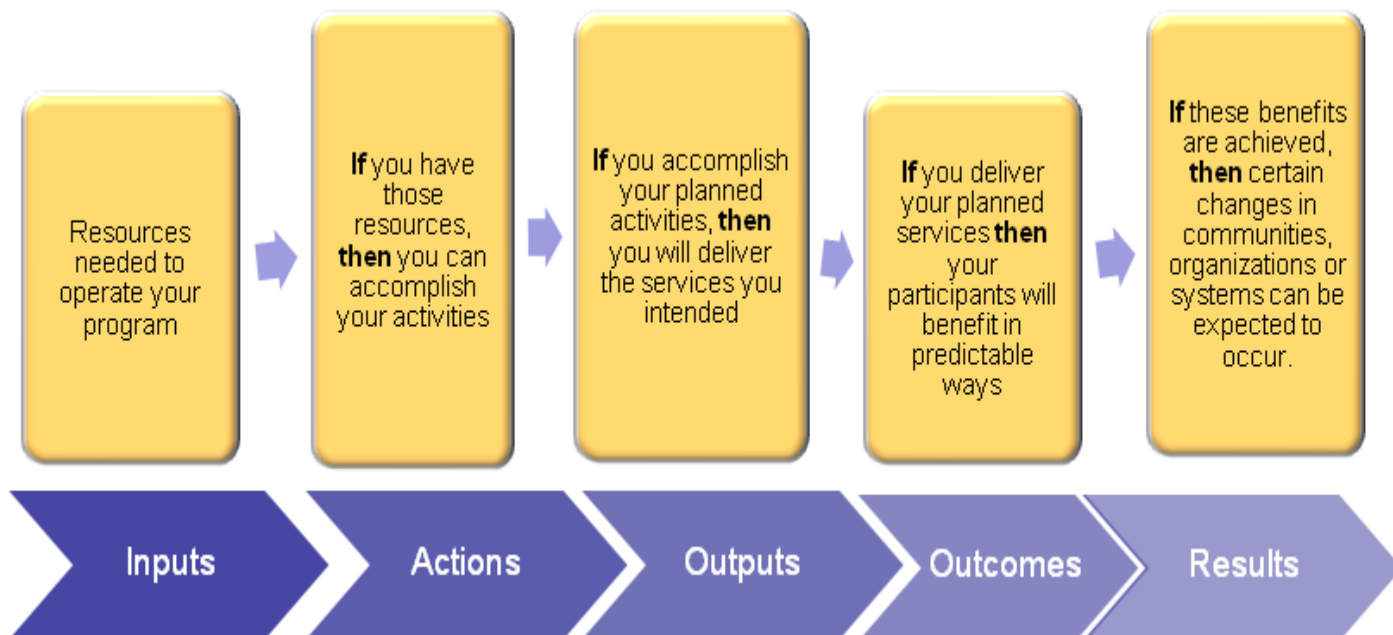 Resources
needed to
operate your
program
If you have
those
resources,
then you can
accomplish
your activities
If you accomplish
your planned
activities, then
you will deliver
the services you
intended
If you deliver
your planned
services then
your
participants will
benefit in
predictable
ways
If these benefits
are achieved,
then certain
changes in
communities,
organizations or
systems can be
expected to
occur.
Inputs
Actions
Outputs
Outcomes
Results